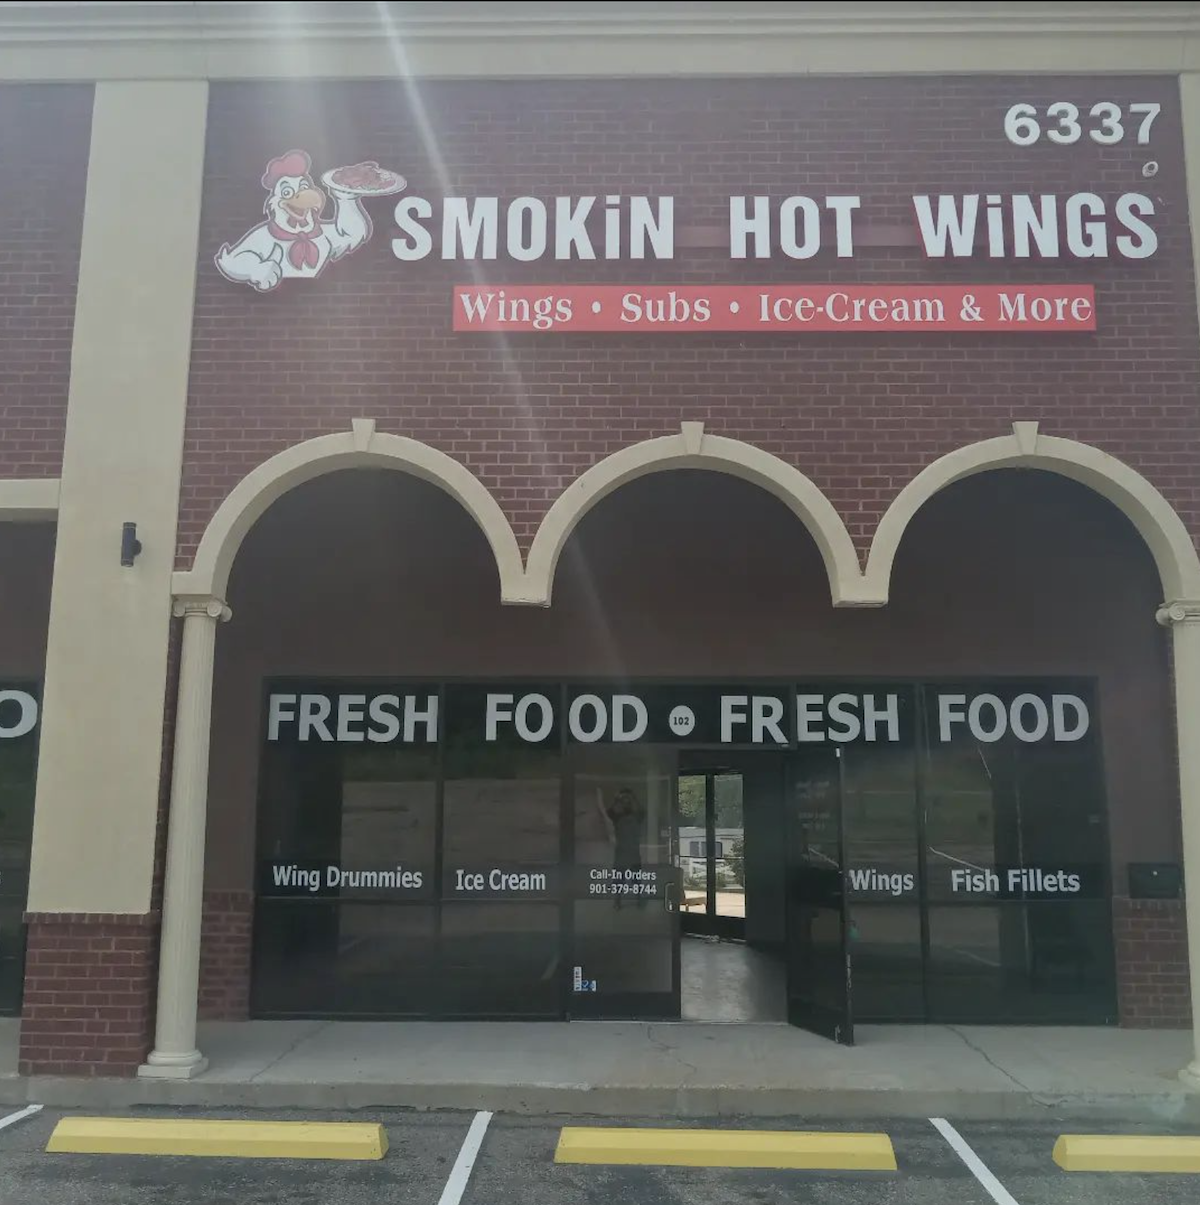 6337
SMOKiN HOT WiNGS
Wings • Subs • Ice-Cream & More
O
FRESH FOOD • FRESH FOOD
102
Wing Drummies
Ice Cream
Call-In Orders
901-379-8744
Wings
Fish Fillets